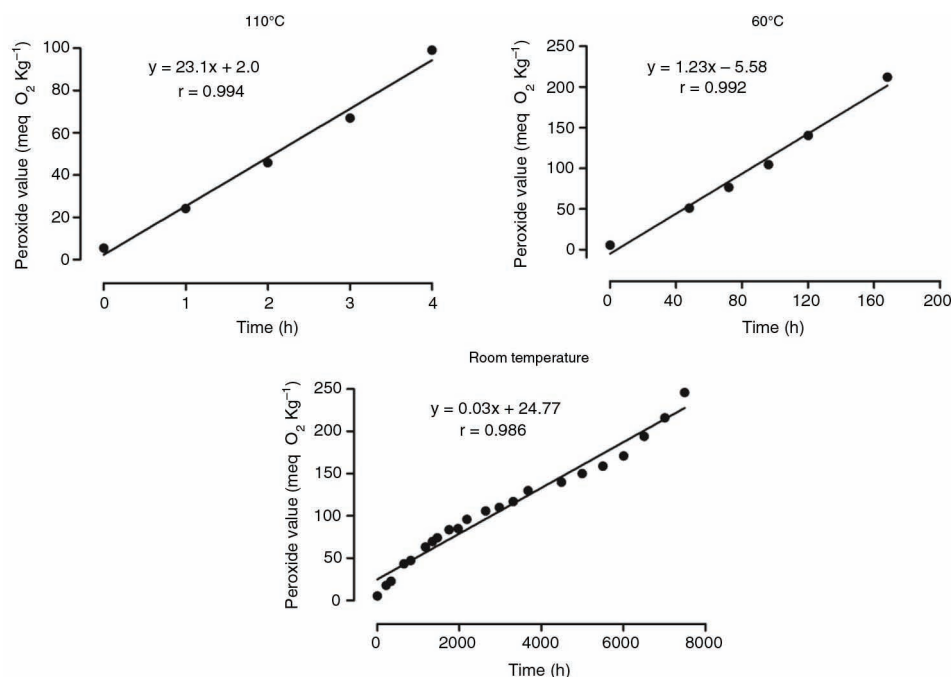 110°C
Peroxide value (meq O₂ Kg⁻¹)
100
80
60
40
20
0
y = 23.1x + 2.0
r = 0.994
0 1 2 3 4
Time (h)
60°C
Peroxide value (meq O₂ Kg⁻¹)
250
200
150
100
50
0
y = 1.23x – 5.58
r = 0.992
0 40 80 120 160 200
Time (h)
Room temperature
Peroxide value (meq O₂ Kg⁻¹)
250
200
150
100
50
0
y = 0.03x + 24.77
r = 0.986
0 2000 4000 6000 8000
Time (h)